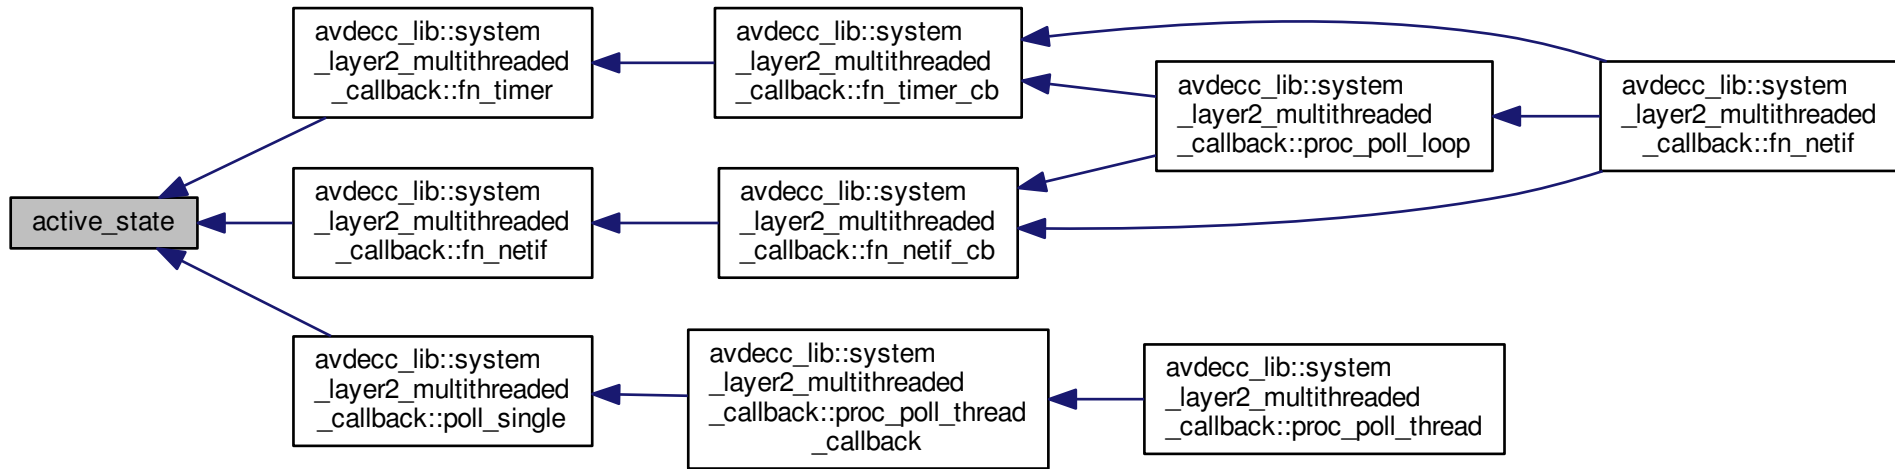 active_state
avdecc_lib::system
_layer2_multithreaded
_callback::fn_timer
avdecc_lib::system
_layer2_multithreaded
_callback::fn_timer_cb
avdecc_lib::system
_layer2_multithreaded
_callback::proc_poll_loop
avdecc_lib::system
_layer2_multithreaded
_callback::fn_netif
avdecc_lib::system
_layer2_multithreaded
_callback::fn_netif
avdecc_lib::system
_layer2_multithreaded
_callback::fn_netif_cb
avdecc_lib::system
_layer2_multithreaded
_callback::poll_single
avdecc_lib::system
_layer2_multithreaded
_callback::proc_poll_thread
_callback
avdecc_lib::system
_layer2_multithreaded
_callback::proc_poll_thread